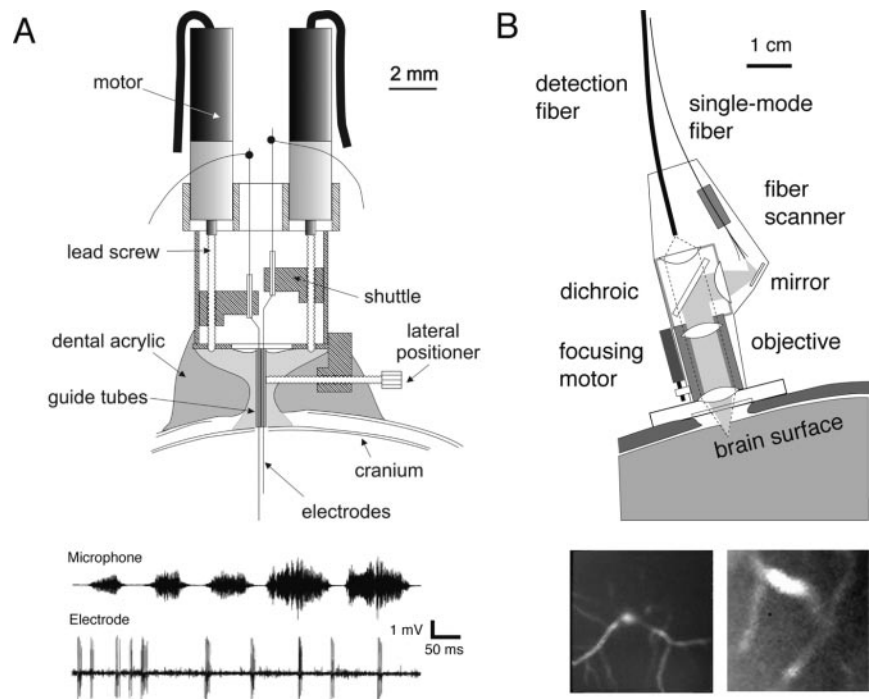 A
motor
2 mm
lead screw
shuttle
dental acrylic
lateral
positioner
guide tubes
cranium
electrodes
Microphone
Electrode
1 mV
50 ms
B
1 cm
detection
fiber
single-mode
fiber
fiber
scanner
mirror
dichroic
objective
focusing
motor
brain surface